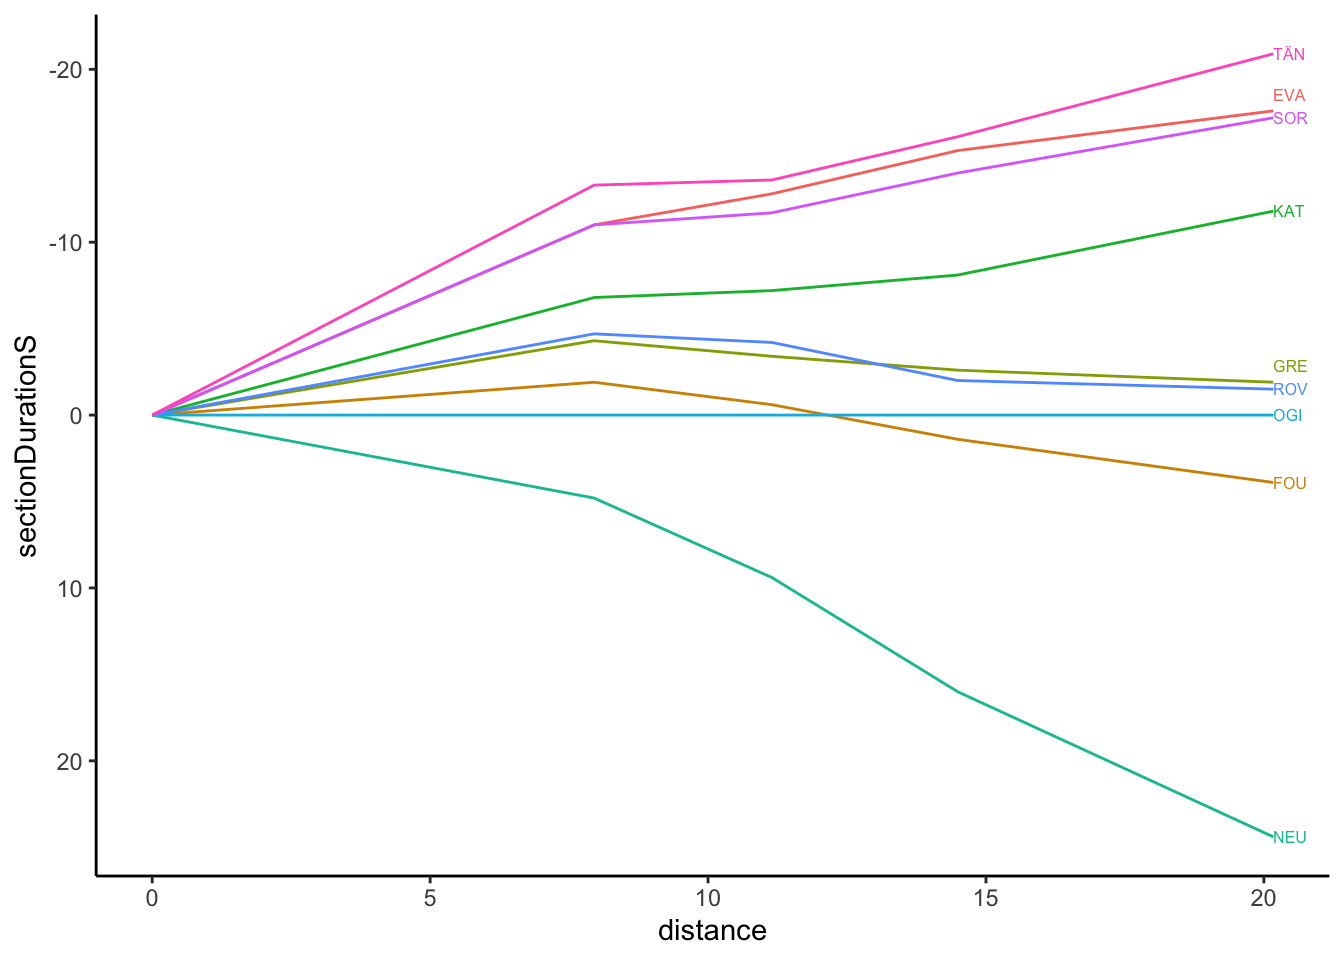 -20
-10
0
10
20
sectionDurationS
TÄN
EVA
SOR
KAT
GRE
ROV
OGI
FOU
NEU
0 5 10 15 20
distance